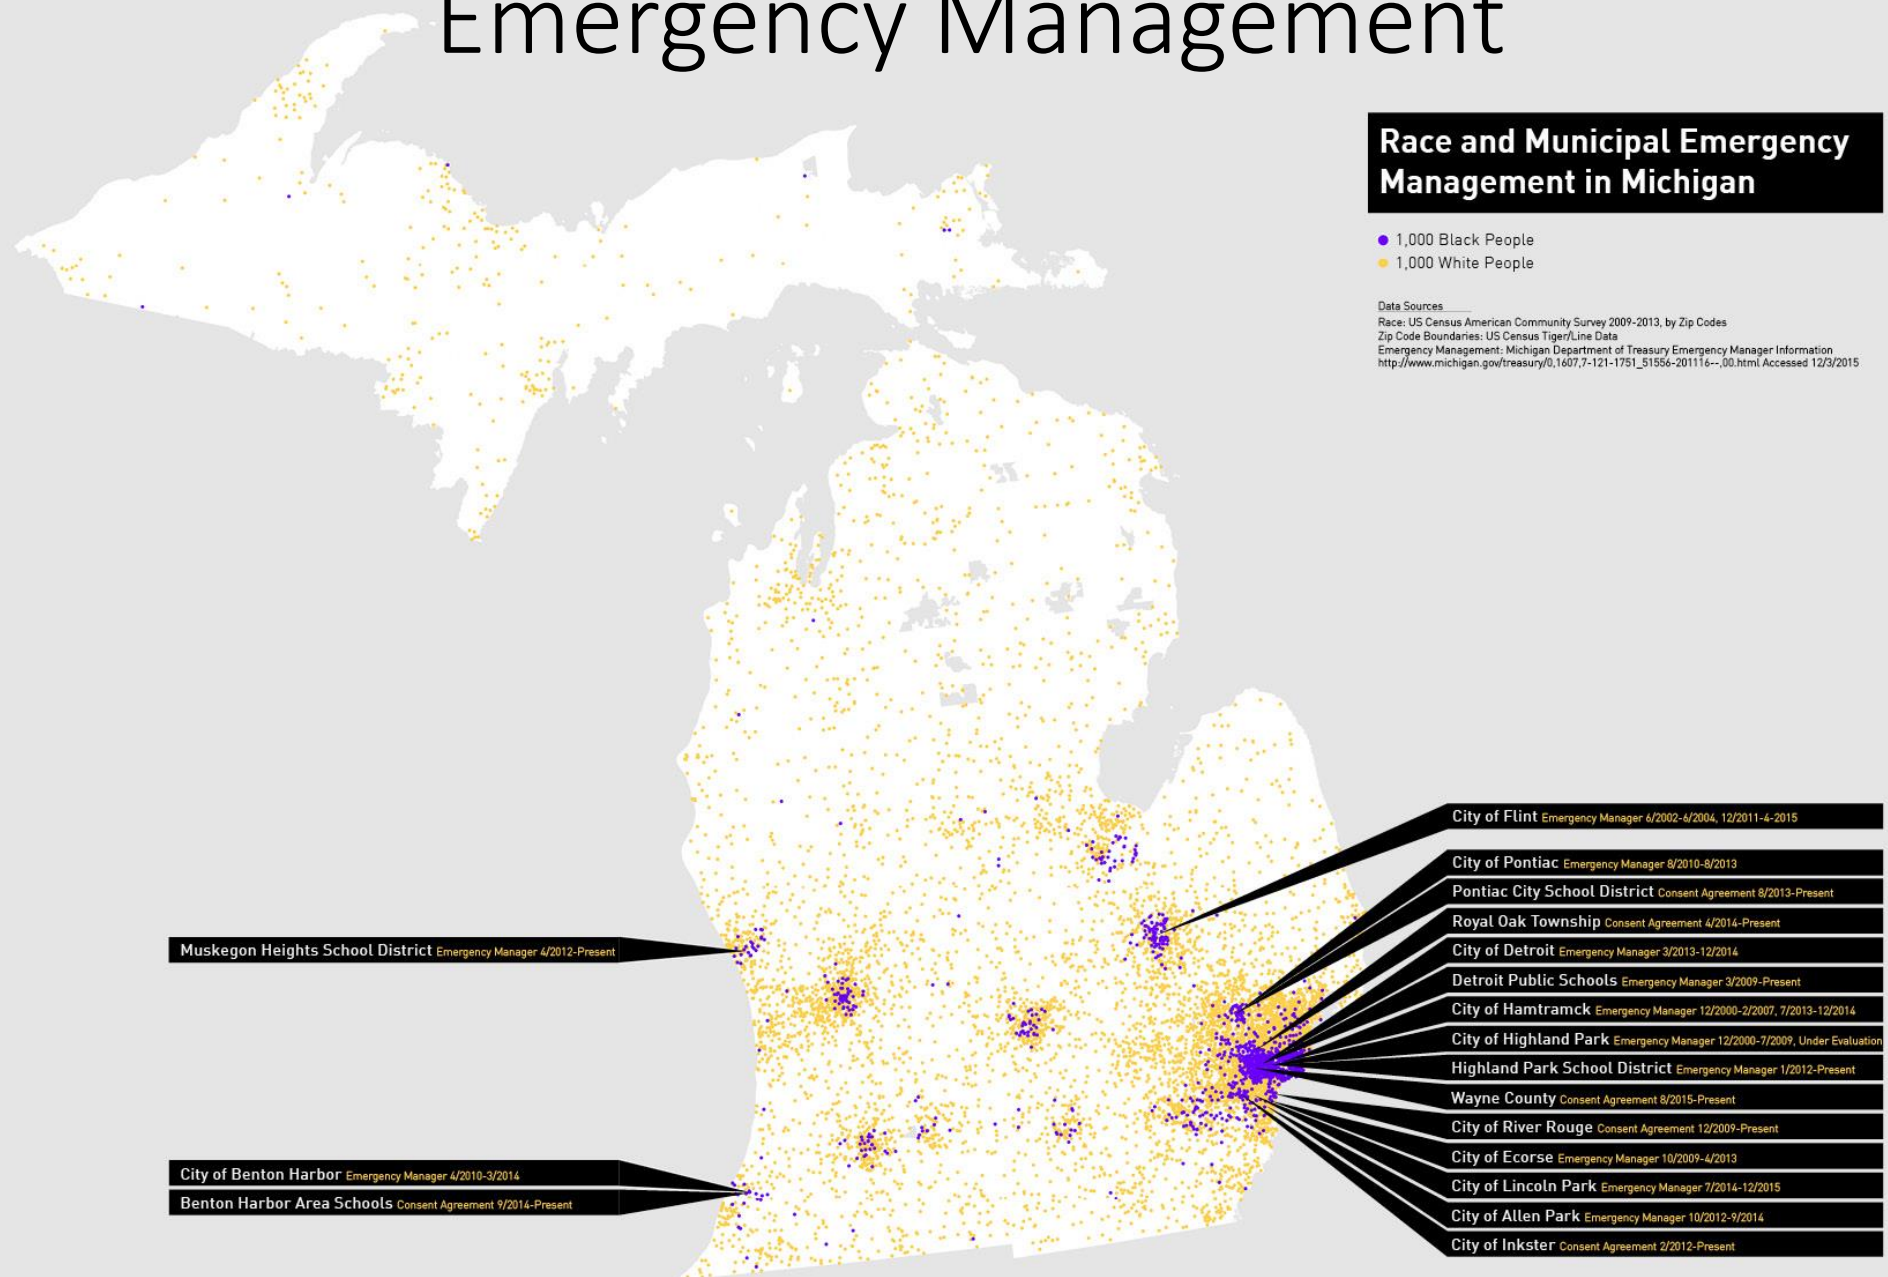 Emergency Management
Race and Municipal Emergency
Management in Michigan
1,000 Black People
1,000 White People
Data Sources
Race: US Census American Community Survey 2009-2013, by Zip Codes
Zip Code Boundaries: US Census Tiger/Line Data
Emergency Management: Michigan Department of Treasury Emergency Manager Information
http://www.michigan.gov/treasury/0,1607,7-121-1751_51556-201116--,00.html Accessed 12/3/2015
City of Flint Emergency Manager 6/2002-6/2004, 12/2011-4-2015
City of Pontiac Emergency Manager 8/2010-8/2013
Pontiac City School District Consent Agreement 8/2013-Present
Royal Oak Township Consent Agreement 4/2014-Present
City of Detroit Emergency Manager 3/2013-12/2014
Detroit Public Schools Emergency Manager 3/2009-Present
City of Hamtramck Emergency Manager 12/2000-2/2007, 7/2013-12/2014
City of Highland Park Emergency Manager 12/2000-7/2009, Under Evaluation
Highland Park School District Emergency Manager 1/2012-Present
Wayne County Consent Agreement 8/2015-Present
City of River Rouge Consent Agreement 12/2009-Present
City of Ecorse Emergency Manager 10/2009-4/2013
City of Lincoln Park Emergency Manager 7/2014-12/2015
City of Allen Park Emergency Manager 10/2012-9/2014
City of Inkster Consent Agreement 2/2012-Present
Muskegon Heights School District Emergency Manager 4/2012-Present
City of Benton Harbor Emergency Manager 4/2010-3/2014
Benton Harbor Area Schools Consent Agreement 9/2014-Present